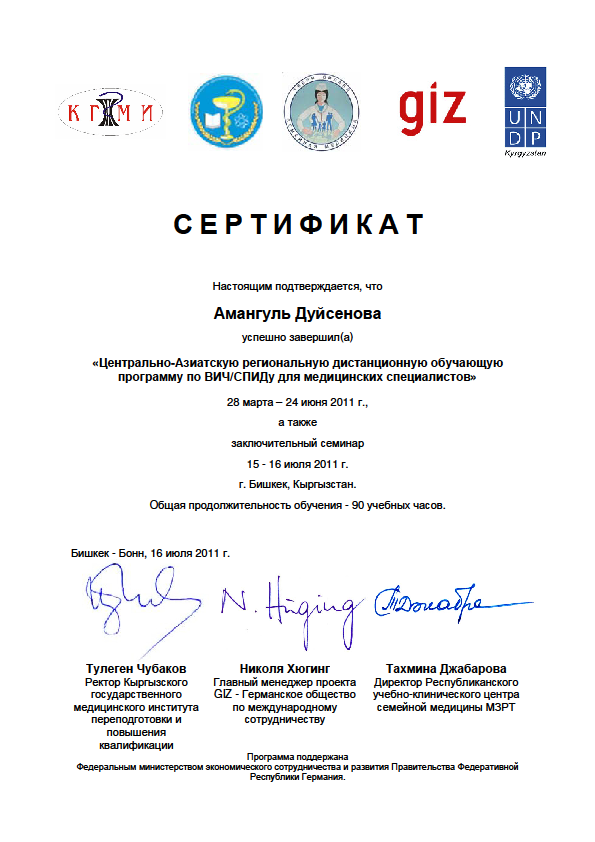 КГМИ
giz
U N
D P
Kyrgyzstan
СЕРТИФИКАТ
Настоящим подтверждается, что
Амангуль Дуйсенова
успешно завершил(а)
«Центрально-Азиатскую региональную дистанционную обучающую
программу по ВИЧ/СПИДу для медицинских специалистов»
28 марта – 24 июня 2011 г.,
а также
заключительный семинар
15 - 16 июля 2011 г.
г. Бишкек, Кыргызстан.
Общая продолжительность обучения - 90 учебных часов.
Бишкек - Бонн, 16 июля 2011 г.
N. Hüging
Тулеген Чубаков
Ректор Кыргызского
государственного
медицинского института
переподготовки и
повышения
квалификации
Николя Хюгинг
Главный менеджер проекта
GIZ - Германское общество
по международному
сотрудничеству
Тахмина Джабарова
Директор Республиканского
учебно-клинического центра
семейной медицины МЗРТ
Программа поддержана
Федеральным министерством экономического сотрудничества и развития Правительства Федеративной
Республики Германия.